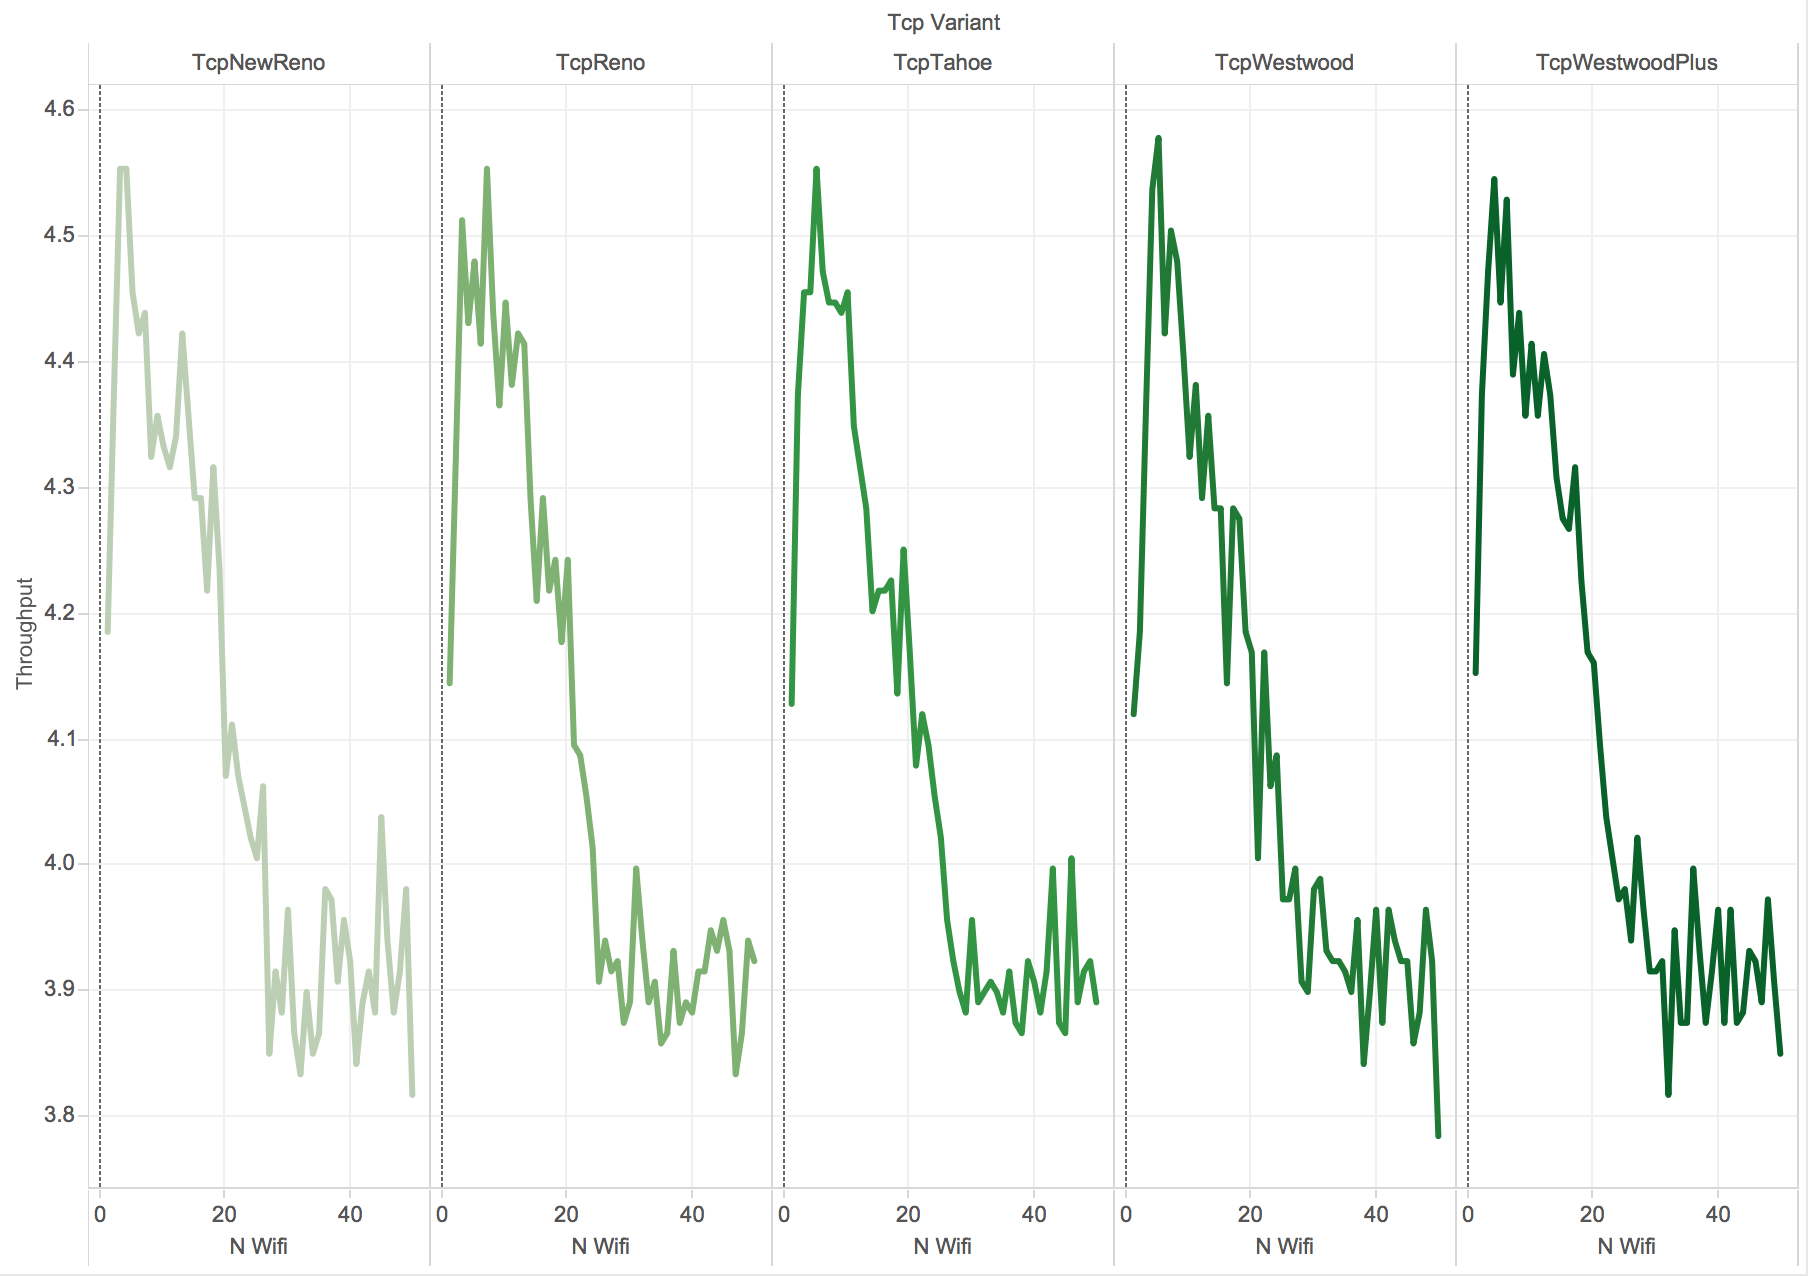 Tcp Variant
TcpNewReno TcpReno TcpTahoe TcpWestwood TcpWestwoodPlus
4.6
4.5
4.4
4.3
4.2
4.1
4.0
3.9
3.8
Throughput
0 20 40 0 20 40 0 20 40 0 20 40 0 20 40
N Wifi N Wifi N Wifi N Wifi N Wifi